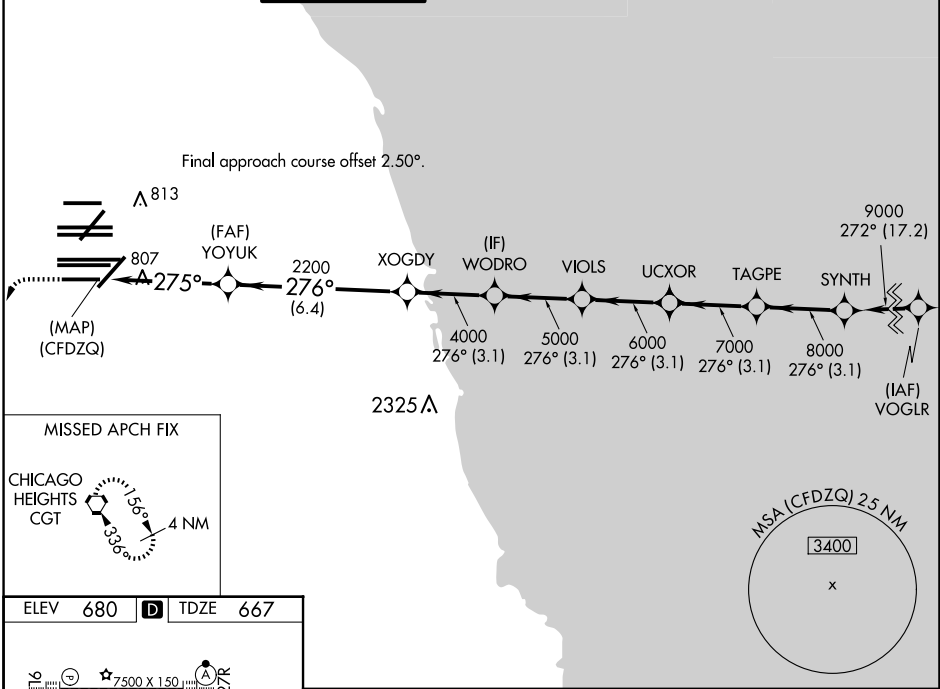 Final approach course offset 2.50°.
813
807
(FAF)
YOYUK
275°
2200
276°
(6.4)
XOGDY
(IF)
WODRO
VIOLS
UCXOR
TAGPE
SYNTH
9000
272° (17.2)
4000
276° (3.1)
5000
276° (3.1)
6000
276° (3.1)
7000
276° (3.1)
8000
276° (3.1)
(IAF)
VOGLR
(MAP)
(CFDZQ)
2325
MISSED APCH FIX
CHICAGO
HEIGHTS
CGT
156°
336°
4 NM
MSA (CFDZQ) 25 NM
3400
x
ELEV 680 D TDZE 667
9L
P
7500 X 150
A
27R